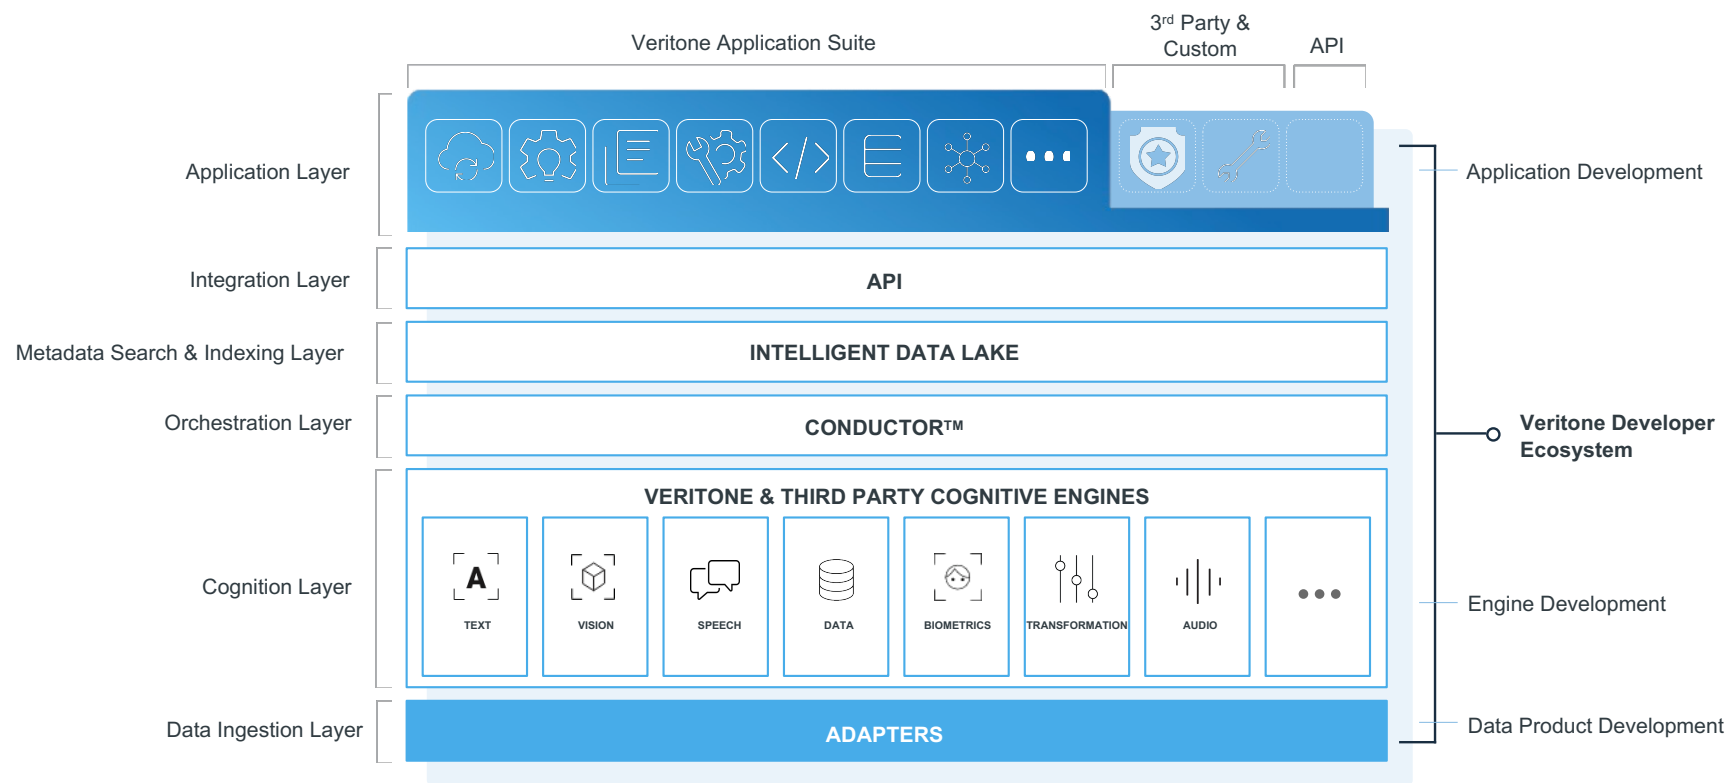 Veritone Application Suite
3rd Party &
Custom
API
Application Layer
Application Development
Integration Layer
API
Metadata Search & Indexing Layer
INTELLIGENT DATA LAKE
Orchestration Layer
CONDUCTOR™
Veritone Developer
Ecosystem
Cognition Layer
VERITONE & THIRD PARTY COGNITIVE ENGINES
A
TEXT
VISION
SPEECH
DATA
BIOMETRICS
TRANSFORMATION
AUDIO
Engine Development
Data Ingestion Layer
ADAPTERS
Data Product Development